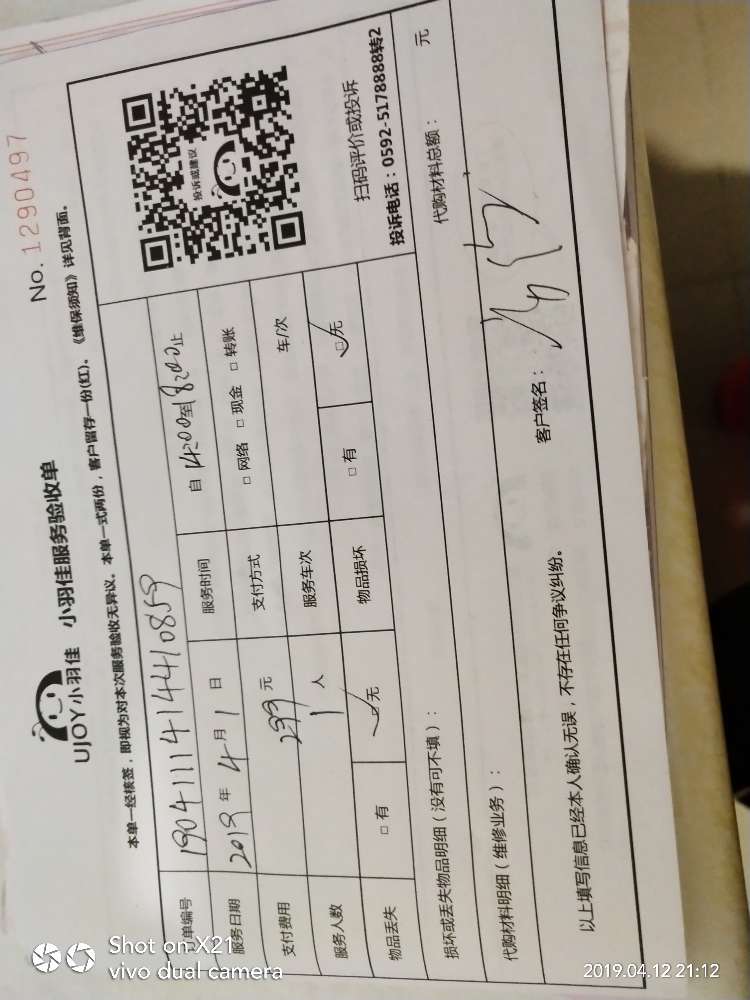 No. 1290497
UJOY小羽佳 小羽佳服务验收单
本单一经核签，即视为对本次服务验收无异议。本单一式两份，客户留存一份(红)。《维保须知》详见背面。
订单编号 1904111414410859
服务日期 2019 年 4 月 1 日 服务时间 自 14:00 至 18:00 止
支付费用 299 元 支付方式 □ 网络 □ 现金 □ 转账
服务人数 1 人 服务车次 车/次
物品丢失 □ 有 □ 无 物品损坏 □ 有 □ 无
投诉或建议
扫码评价或投诉
投诉电话：0592-5178888转2
损坏或丢失物品明细（没有可不填）：
代购材料明细（维修业务）： 代购材料总额： 元
以上填写信息已经本人确认无误，不存在任何争议纠纷。 客户签名：
Shot on X21
vivo dual camera
2019.04.12 21:12